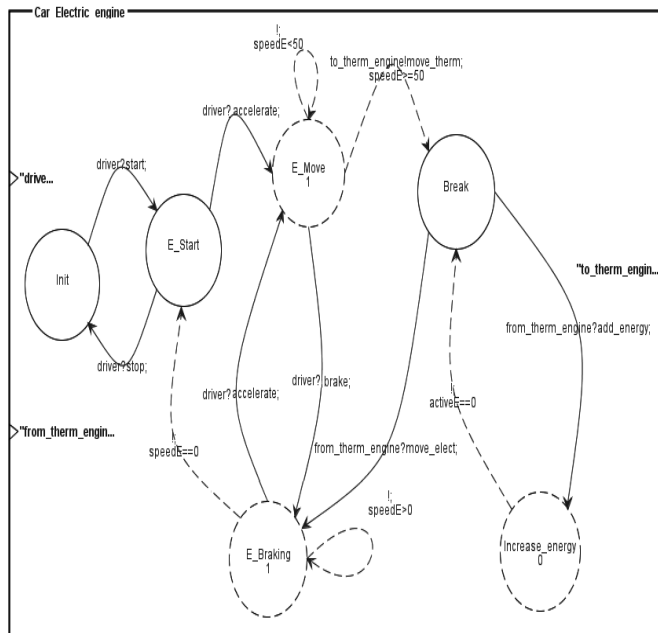 Car Electric engine
!;
speedE<50
to_therm_engine!move_therm;
speedE>=50
driver?accelerate;
driver?start;
E_Move
1
"drive...
Break
E_Start
Init
"to_therm_engin...
from_therm_engine?add_energy;
driver?stop;
driver?accelerate;
driver?brake;
!;
activeE==0
"from_therm_engin...
!;
speedE==0
from_therm_engine?move_elect;
!;
speedE>0
E_Braking
1
Increase_energy
0